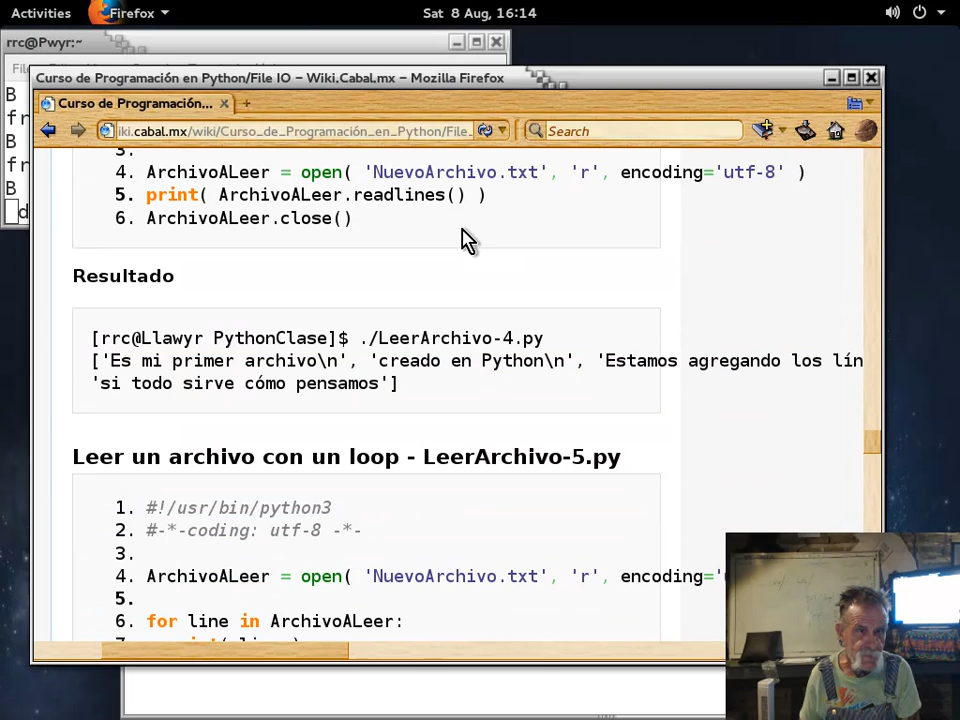 Activities Firefox Sat 8 Aug, 16:14
rrc@Pwyr:~
Curso de Programación en Python/File IO – Wiki.Cabal.mx – Mozilla Firefox
Curso de Programación...
iki.cabal.mx/wiki/Curso_de_Programación_en_Python/File_
Search
B
fr
B
fr
B
d
3.
4. ArchivoALeer = open( 'NuevoArchivo.txt', 'r', encoding='utf-8' )
5. print( ArchivoALeer.readlines() )
6. ArchivoALeer.close()
Resultado
[rrc@Llawyr PythonClase]$ ./LeerArchivo-4.py
['Es mi primer archivo\n', 'creado en Python\n', 'Estamos agregando los lín
'si todo sirve cómo pensamos']
Leer un archivo con un loop - LeerArchivo-5.py
1. #!/usr/bin/python3
2. #-*-coding: utf-8 -*-
3.
4. ArchivoALeer = open( 'NuevoArchivo.txt', 'r', encoding='
5.
6. for line in ArchivoALeer: